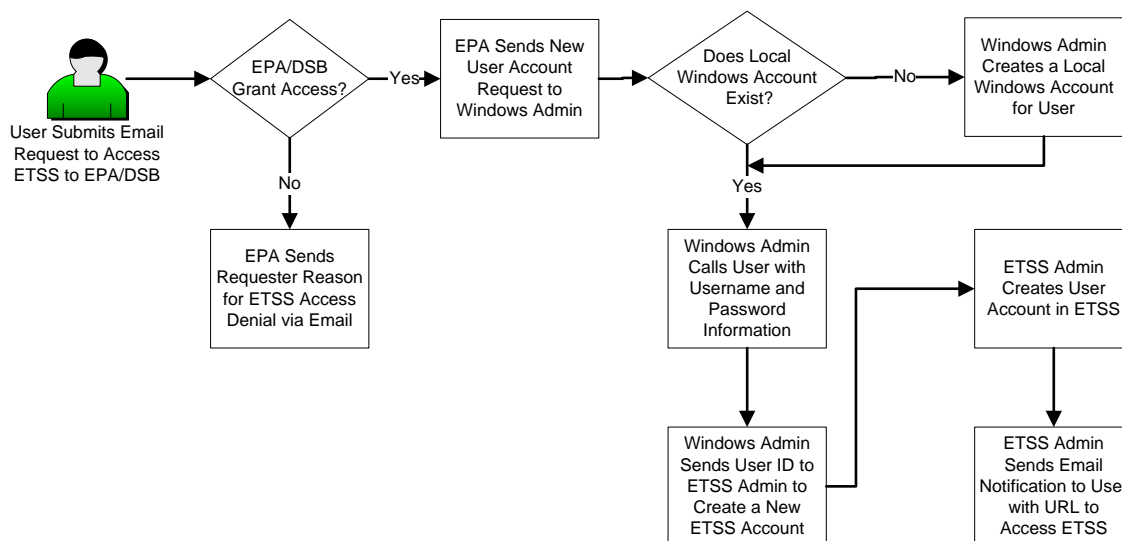 User Submits Email
Request to Access
ETSS to EPA/DSB
EPA/DSB
Grant Access?
Yes
No
EPA Sends
Requester Reason
for ETSS Access
Denial via Email
EPA Sends New
User Account
Request to
Windows Admin
Does Local
Windows Account
Exist?
No
Windows Admin
Creates a Local
Windows Account
for User
Yes
Windows Admin
Calls User with
Username and
Password
Information
Windows Admin
Sends User ID to
ETSS Admin to
Create a New
ETSS Account
ETSS Admin
Creates User
Account in ETSS
ETSS Admin
Sends Email
Notification to Use
with URL to
Access ETSS